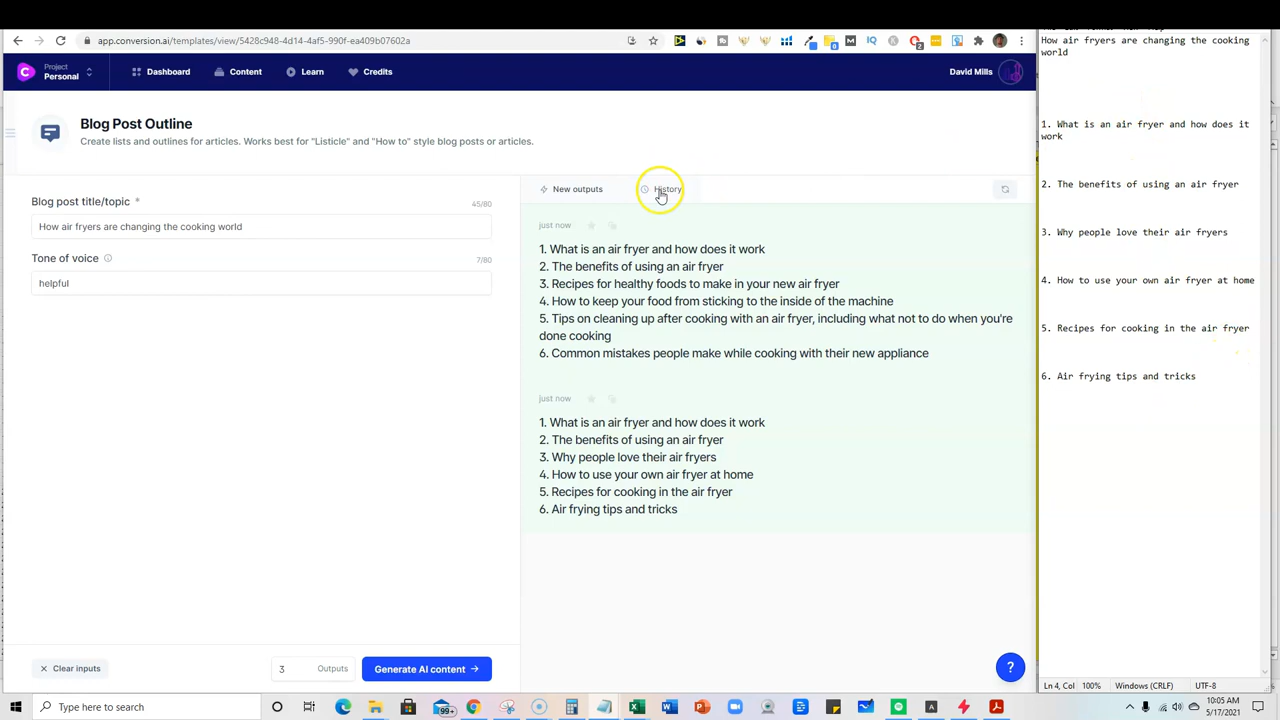 app.conversion.ai/templates/view/5428c948-4d14-4af5-990f-ee409870602a
Project
Personal
Dashboard
Content
Learn
Credits
David Mills
Blog Post Outline
Create lists and outlines for articles. Works best for "Listicle" and "How to" style blog posts or articles.
Blog post title/topic *
45/80
How air fryers are changing the cooking world
Tone of voice
7/80
helpful
Clear inputs
3 Outputs
Generate AI content
New outputs
History
just now
1. What is an air fryer and how does it work
2. The benefits of using an air fryer
3. Recipes for healthy foods to make in your new air fryer
4. How to keep your food from sticking to the inside of the machine
5. Tips on cleaning up after cooking with an air fryer, including what not to do when you're
done cooking
6. Common mistakes people make while cooking with their new appliance
just now
1. What is an air fryer and how does it work
2. The benefits of using an air fryer
3. Why people love their air fryers
4. How to use your own air fryer at home
5. Recipes for cooking in the air fryer
6. Air frying tips and tricks
?
How air fryers are changing the cooking
world
1. What is an air fryer and how does it
work
2. The benefits of using an air fryer
3. Why people love their air fryers
4. How to use your own air fryer at home
5. Recipes for cooking in the air fryer
6. Air frying tips and tricks
Ln 4, Col
100%
Windows (CRLF)
UTF-8
Type here to search
99+
10:05 AM
5/17/2021